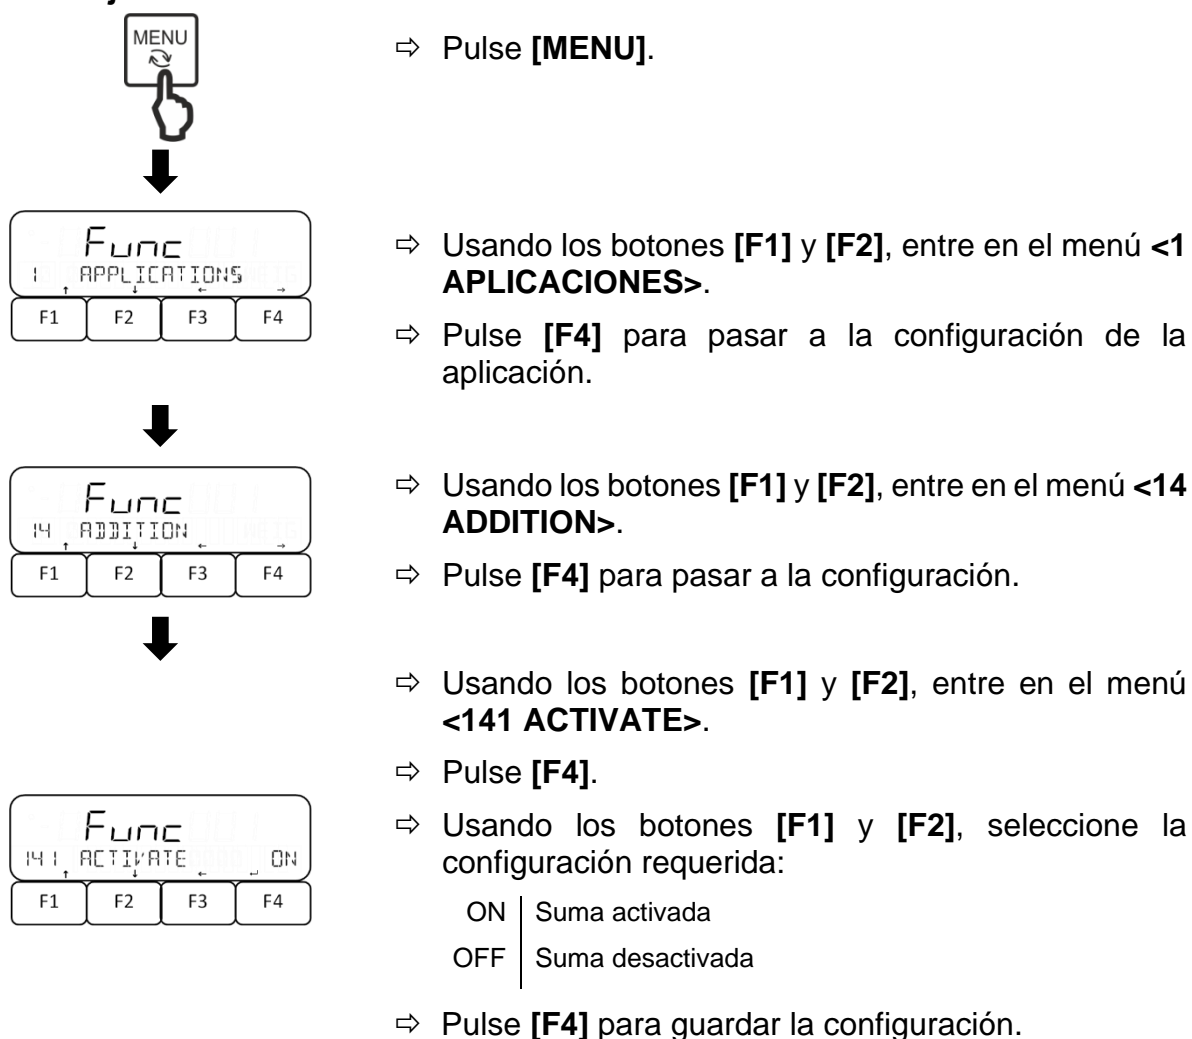 MENU
⇨ Pulse [MENU].
Func
1 APPLICATIONS
↑ ↓ ← →
F1 F2 F3 F4
⇨ Usando los botones [F1] y [F2], entre en el menú <1
APLICACIONES>.
⇨ Pulse [F4] para pasar a la configuración de la
aplicación.
Func
14 ADDITION
↑ ↓ ← →
F1 F2 F3 F4
⇨ Usando los botones [F1] y [F2], entre en el menú <14
ADDITION>.
⇨ Pulse [F4] para pasar a la configuración.
⇨ Usando los botones [F1] y [F2], entre en el menú
<141 ACTIVATE>.
⇨ Pulse [F4].
Func
141 ACTIVATE ON
↑ ↓ ← ↵
F1 F2 F3 F4
⇨ Usando los botones [F1] y [F2], seleccione la
configuración requerida:
ON Suma activada
OFF Suma desactivada
⇨ Pulse [F4] para guardar la configuración.